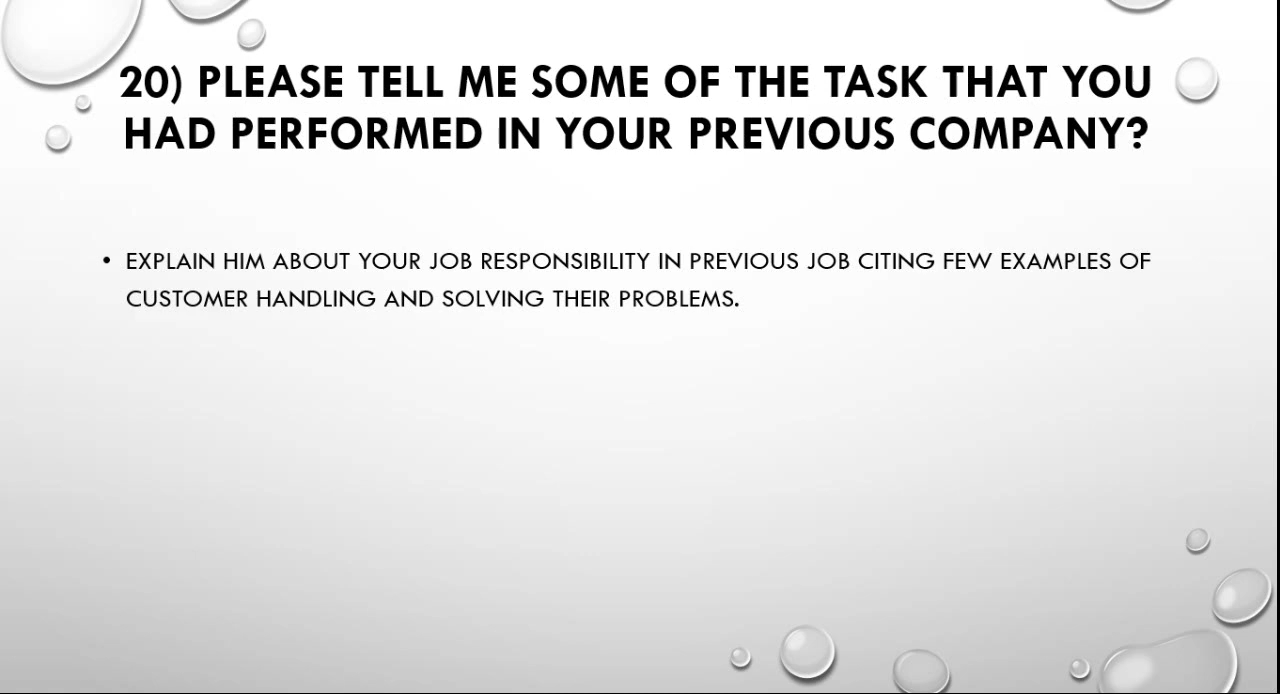 20) PLEASE TELL ME SOME OF THE TASK THAT YOU
HAD PERFORMED IN YOUR PREVIOUS COMPANY?
• EXPLAIN HIM ABOUT YOUR JOB RESPONSIBILITY IN PREVIOUS JOB CITING FEW EXAMPLES OF
CUSTOMER HANDLING AND SOLVING THEIR PROBLEMS.